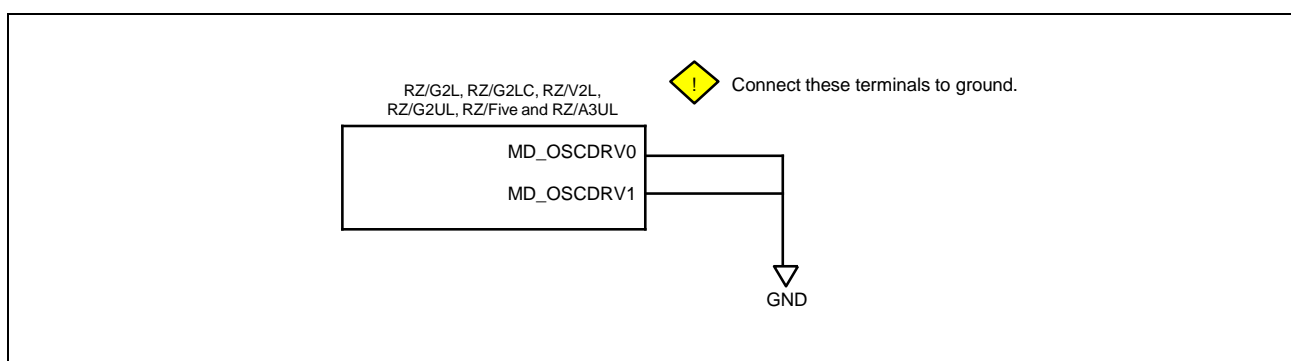 RZ/G2L, RZ/G2LC, RZ/V2L,
RZ/G2UL, RZ/Five and RZ/A3UL
! Connect these terminals to ground.
MD_OSCDRV0
MD_OSCDRV1
GND